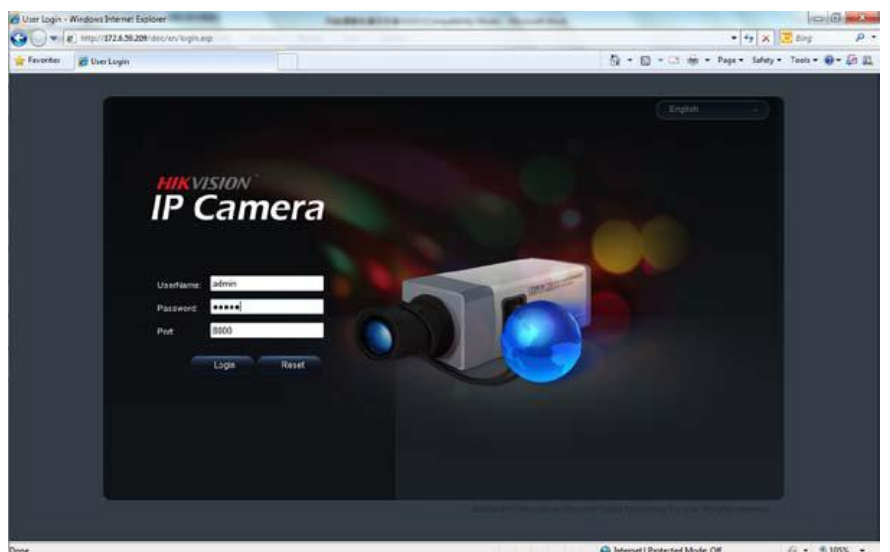 User Login - Windows Internet Explorer
http://172.6.59.209/doc/en/login.asp
Bing
Favorites
User Login
Page
Safety
Tools
English
HIKVISION
IP Camera
UserName
admin
Password
•••••
Port
8000
Login
Reset
Done
Internet | Protected Mode: Off
105%